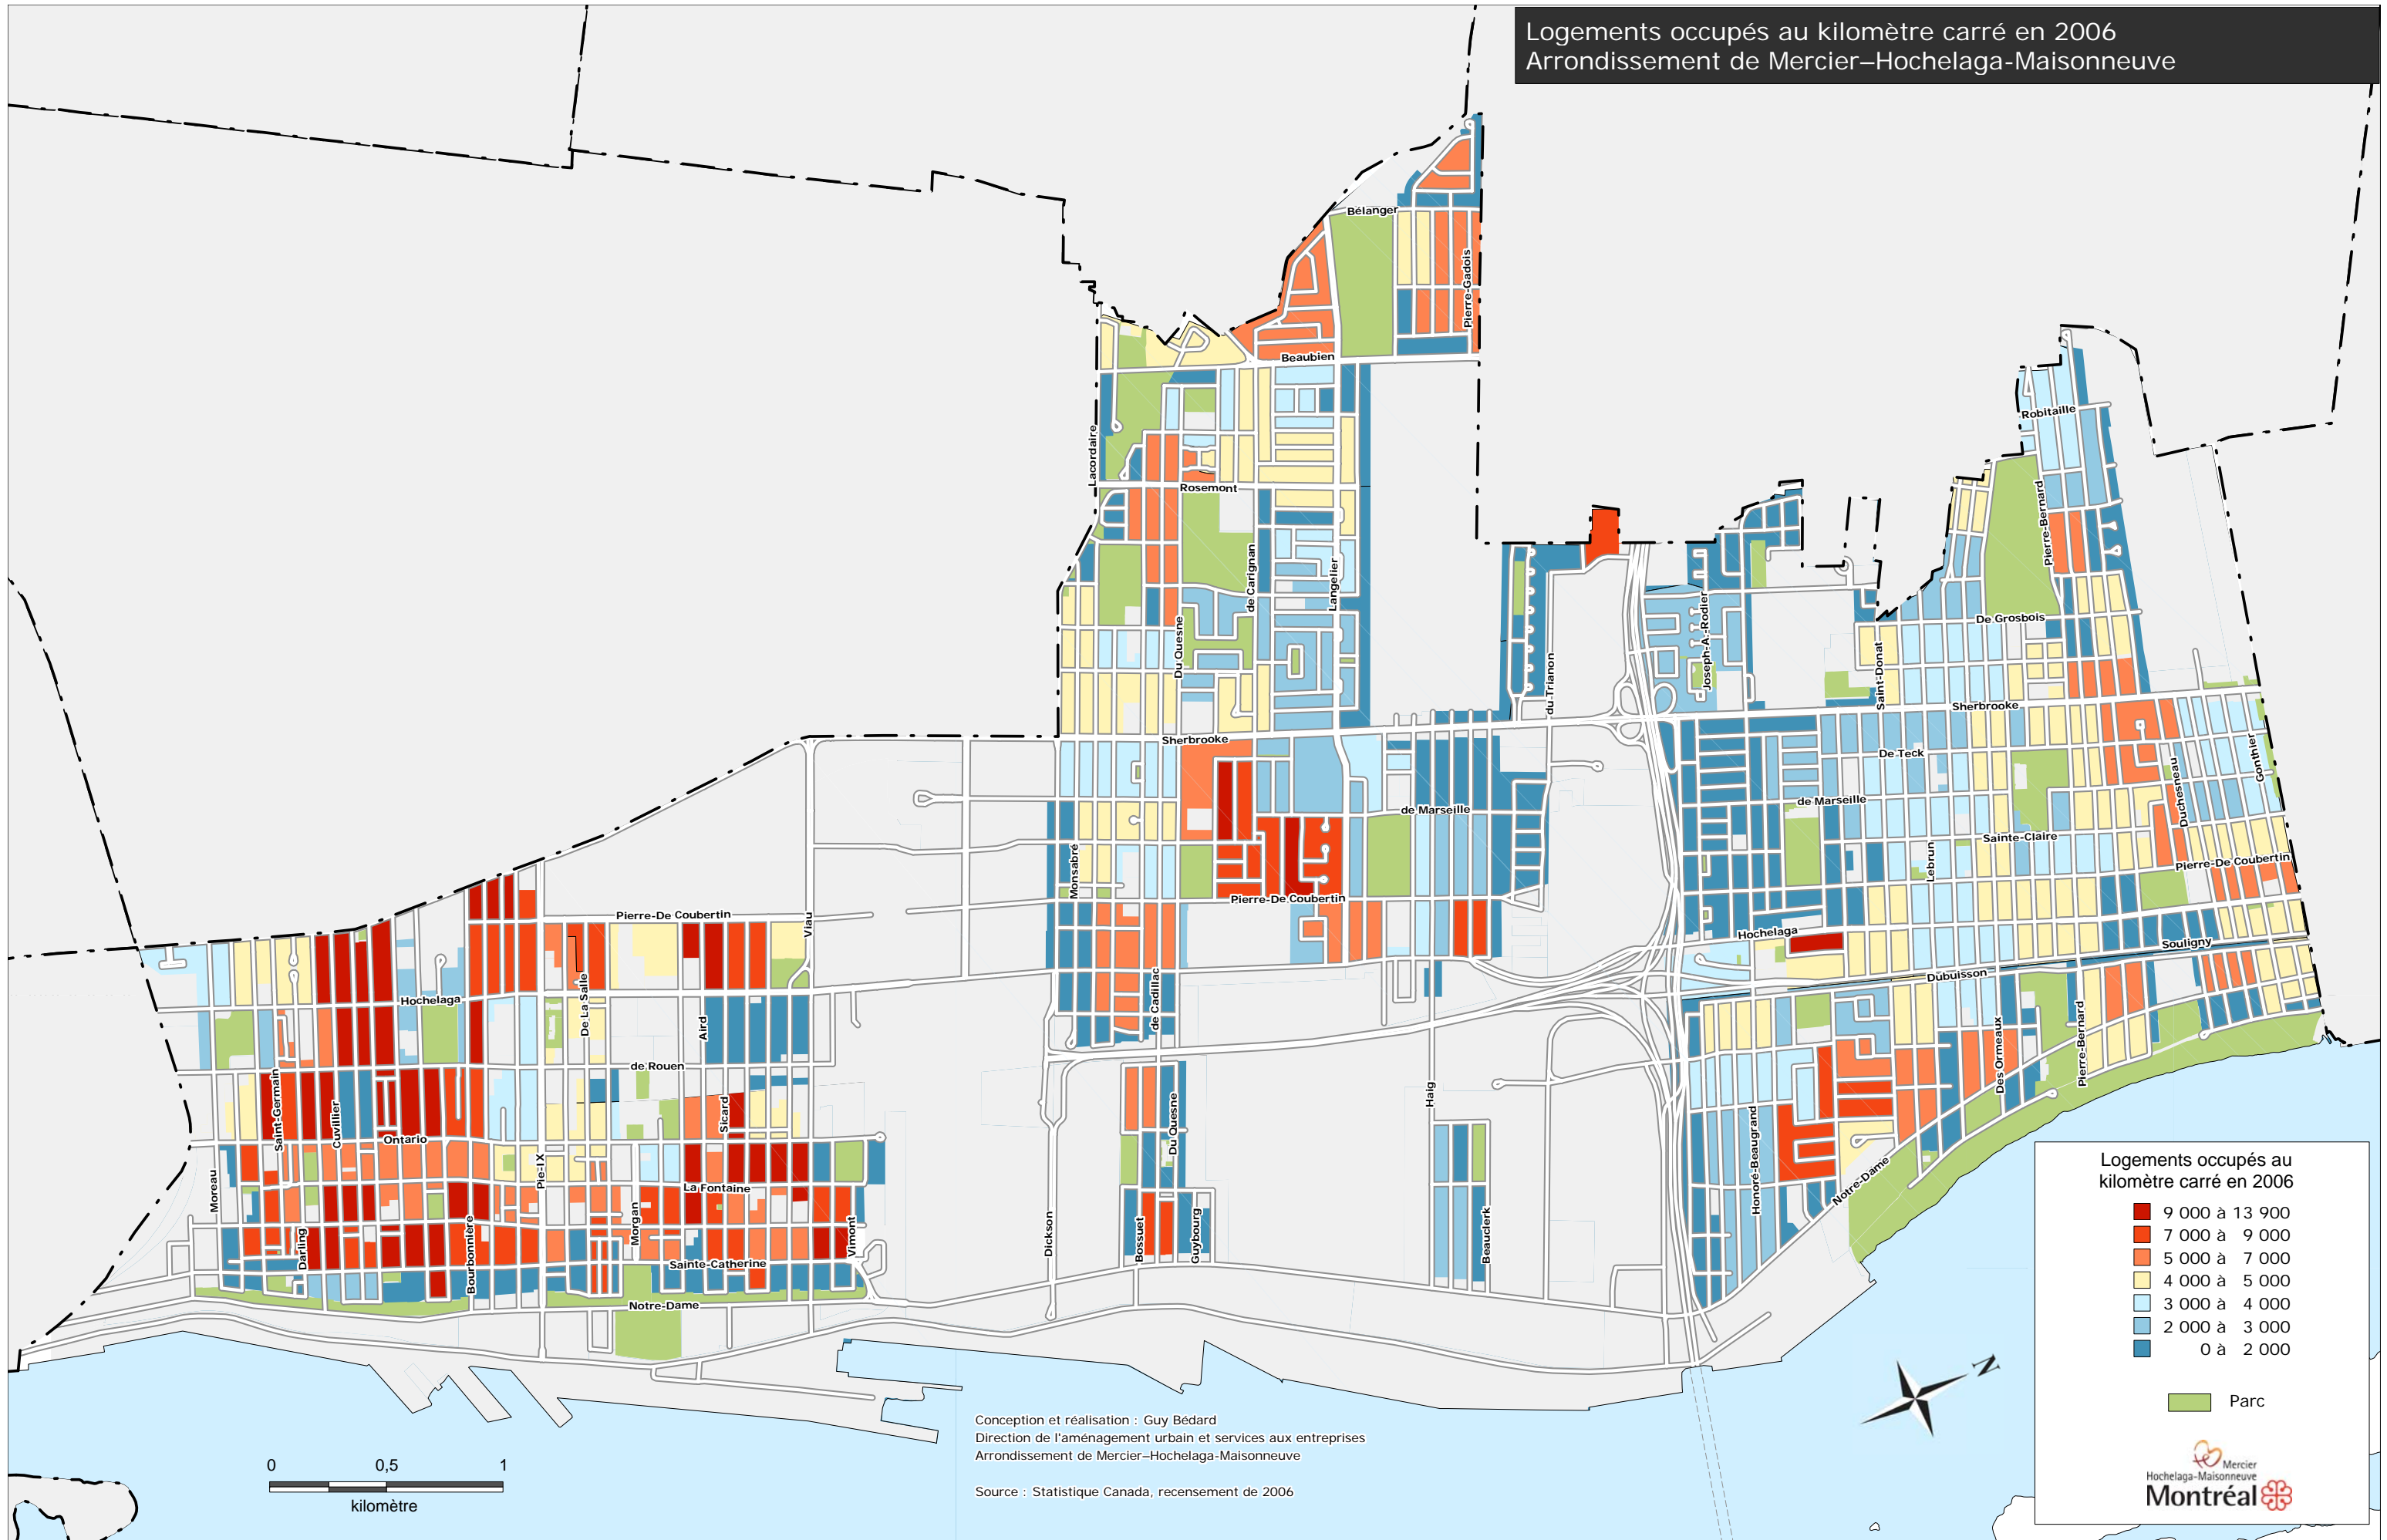 Logements occupés au kilomètre carré en 2006
Arrondissement de Mercier–Hochelaga-Maisonneuve
Bélanger
Pierre-Gadois
Beaubien
Lacordaire
Rosemont
Robitaille
Pierre-Bernard
de Carignan
Langelier
Du Quesne
du Trianon
Joseph-A.-Rodier
De Grosbois
Saint-Donat
Sherbrooke
Sherbrooke
De Teck
Gonthier
Duchesneau
de Marseille
de Marseille
Sainte-Claire
Lebrun
Monsabré
Pierre-De Coubertin
Pierre-De Coubertin
Pierre-De Coubertin
Viau
Hochelaga
Souligny
Dubuisson
Hochelaga
De La Salle
Aird
de Cadillac
Des Ormeaux
Pierre-Bernard
de Rouen
Saint-Germain
Cuvillier
Ontario
Sicard
Haig
Du Quesne
Honoré-Beaugrand
Moreau
Pie-IX
La Fontaine
Notre-Dame
Darling
Bourbonnière
Morgan
Vimont
Dickson
Bossuet
Guybourg
Beauclerk
Sainte-Catherine
Notre-Dame
Logements occupés au
kilomètre carré en 2006
9 000 à 13 900
7 000 à 9 000
5 000 à 7 000
4 000 à 5 000
3 000 à 4 000
2 000 à 3 000
0 à 2 000
Parc
N
Conception et réalisation : Guy Bédard
Direction de l'aménagement urbain et services aux entreprises
Arrondissement de Mercier–Hochelaga-Maisonneuve
Source : Statistique Canada, recensement de 2006
0 0,5 1
kilomètre
Mercier
Hochelaga-Maisonneuve
Montréal